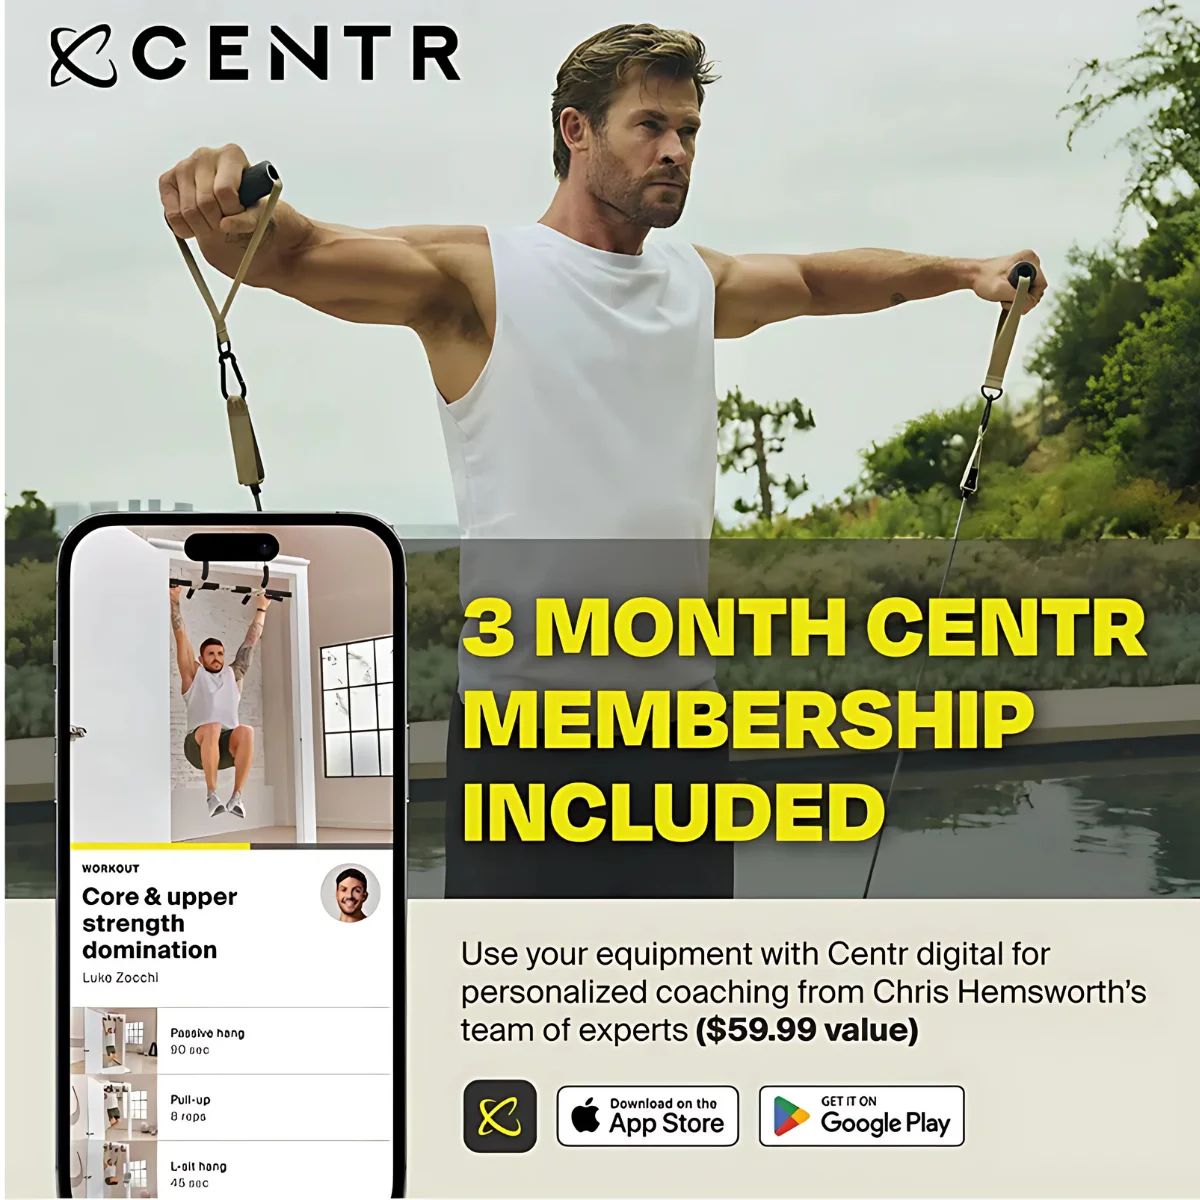 CENTR
3 MONTH CENTR
MEMBERSHIP
INCLUDED
WORKOUT
Core & upper
strength
domination
Luke Zocchi
Passive hang
90 sec
Pull-up
8 reps
L-sit hang
45 sec
Use your equipment with Centr digital for
personalized coaching from Chris Hemsworth's
team of experts ($59.99 value)
Download on the
App Store
GET IT ON
Google Play